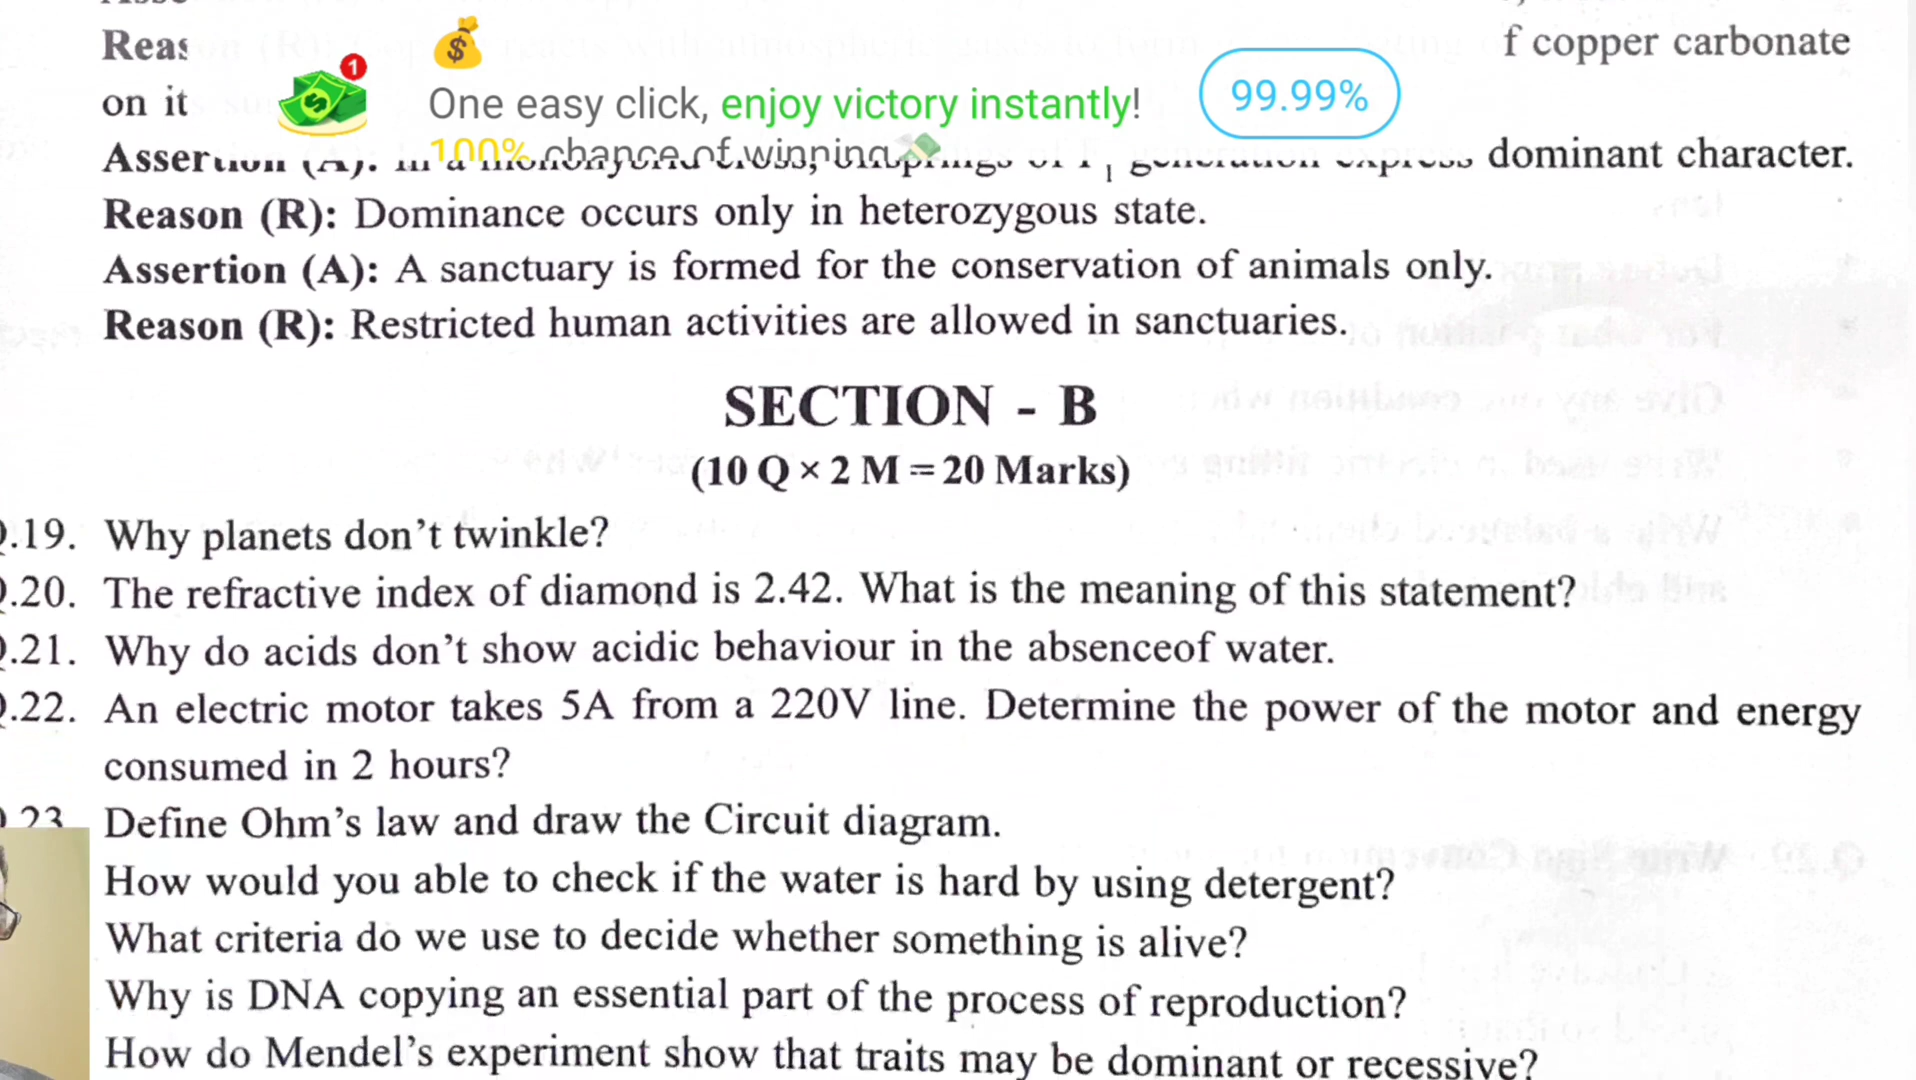 f copper carbonate
on it
💰
1
One easy click, enjoy victory instantly!
99.99%
100% chance of winning💸
dominant character.
Reason (R): Dominance occurs only in heterozygous state.
Assertion (A): A sanctuary is formed for the conservation of animals only.
Reason (R): Restricted human activities are allowed in sanctuaries.
SECTION - B
(10 Q × 2 M = 20 Marks)
.19. Why planets don't twinkle?
.20. The refractive index of diamond is 2.42. What is the meaning of this statement?
.21. Why do acids don't show acidic behaviour in the absenceof water.
.22. An electric motor takes 5A from a 220V line. Determine the power of the motor and energy
consumed in 2 hours?
23 Define Ohm's law and draw the Circuit diagram.
How would you able to check if the water is hard by using detergent?
What criteria do we use to decide whether something is alive?
Why is DNA copying an essential part of the process of reproduction?
How do Mendel's experiment show that traits may be dominant or recessive?